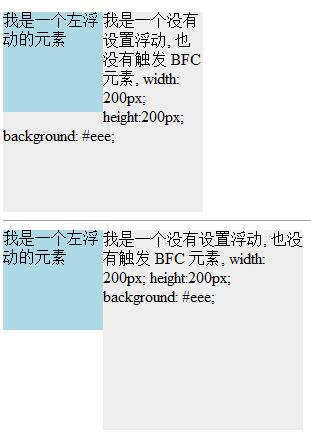 我是一个左浮
动的元素
我是一个没有
设置浮动, 也
没有触发 BFC
元素, width:
200px;
height:200px;
background: #eee;
我是一个左浮
动的元素
我是一个没有设置浮动, 也没
有触发 BFC 元素, width:
200px; height:200px;
background: #eee;